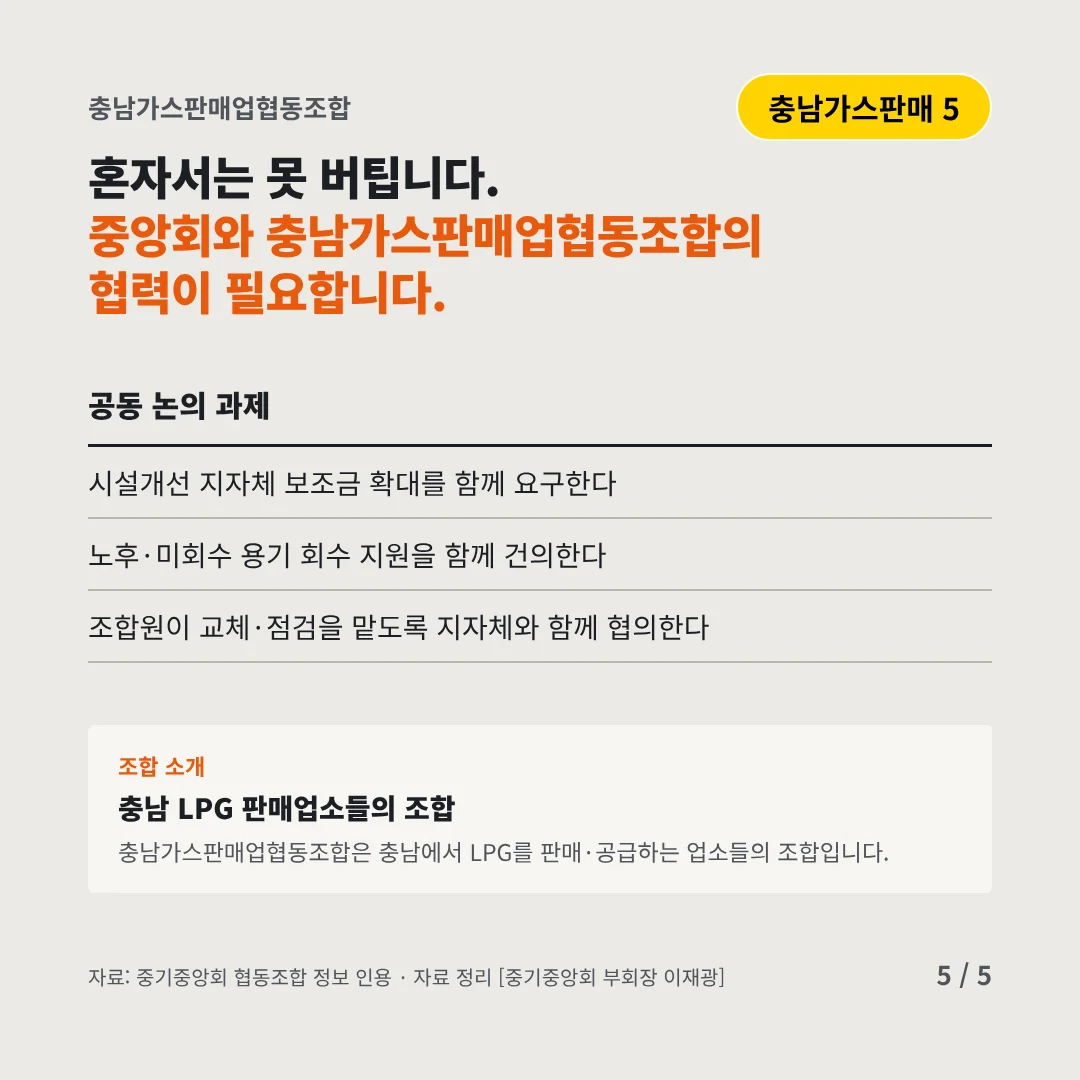 충남가스판매업협동조합
충남가스판매 5
혼자서는 못 버팁니다.
중앙회와 충남가스판매업협동조합의
협력이 필요합니다.
공동 논의 과제
시설개선 지자체 보조금 확대를 함께 요구한다
노후·미회수 용기 회수 지원을 함께 건의한다
조합원이 교체·점검을 맡도록 지자체와 함께 협의한다
조합 소개
충남 LPG 판매업소들의 조합
충남가스판매업협동조합은 충남에서 LPG를 판매·공급하는 업소들의 조합입니다.
자료: 중기중앙회 협동조합 정보 인용 · 자료 정리 [중기중앙회 부회장 이재광]
5 / 5